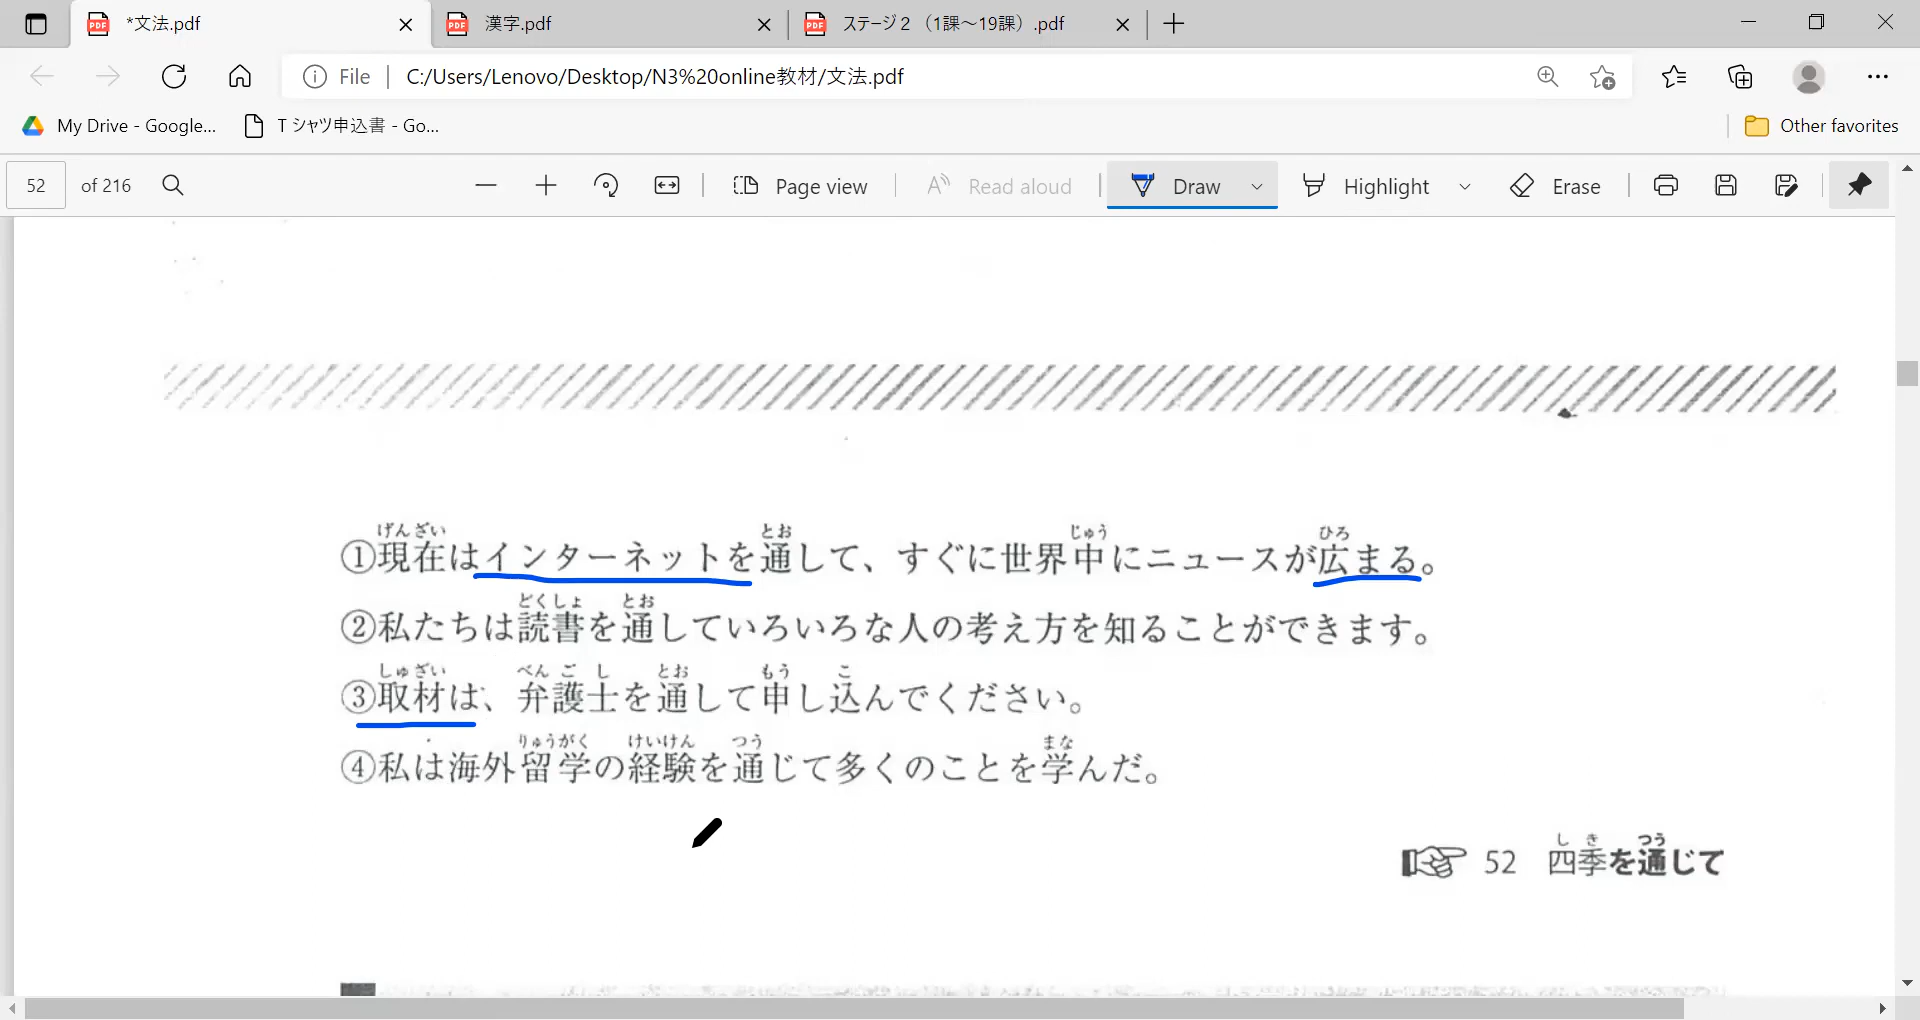 *文法.pdf
漢字.pdf
ステージ２（1課～19課）.pdf
File
C:/Users/Lenovo/Desktop/N3%20online教材/文法.pdf
My Drive - Google...
Tシャツ申込書 - Go...
Other favorites
52 of 216
Page view
Read aloud
Draw
Highlight
Erase
げんざい とお じゅう ひろ
①現在はインターネットを通して、すぐに世界中にニュースが広まる。
どくしょ とお
②私たちは読書を通していろいろな人の考え方を知ることができます。
しゅざい べんごし とお もう こ
③取材は、弁護士を通して申し込んでください。
りゅうがく けいけん つう まな
④私は海外留学の経験を通じて多くのことを学んだ。
しき つう
52 四季を通じて